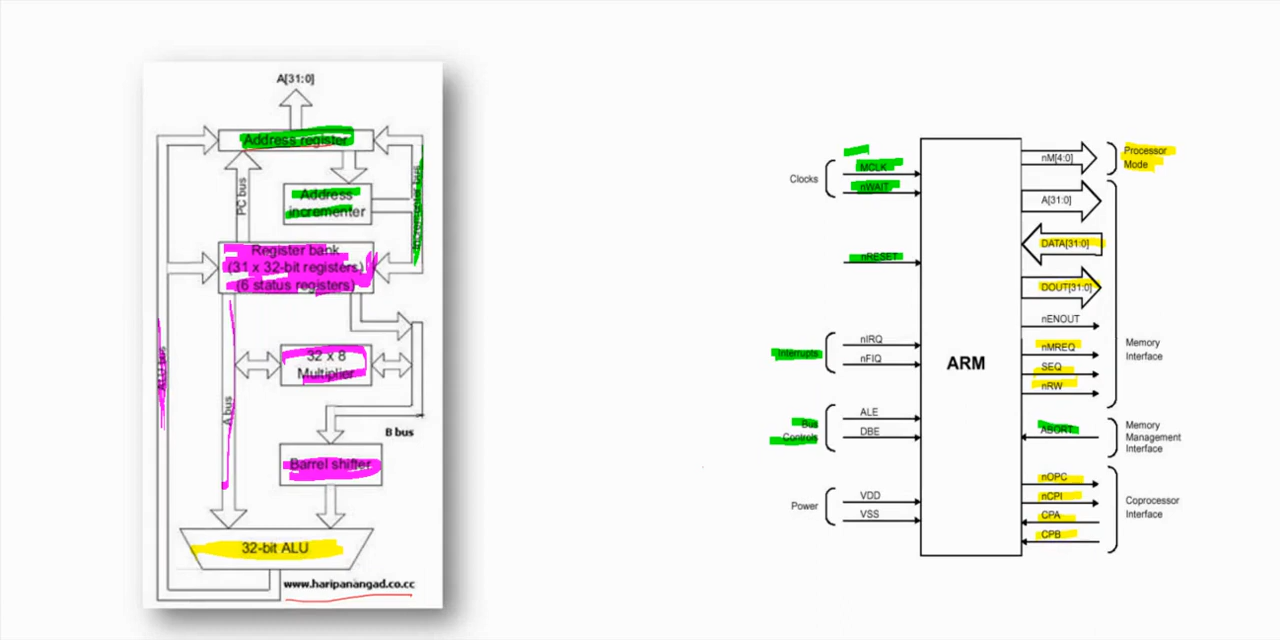 A[31:0]
Address register
PC bus
Address
incrementer
Incrementer bus
Register bank
(31 x 32-bit registers)
(6 status registers)
ALU bus
A bus
32 x 8
Multiplier
B bus
Barrel shifter
32-bit ALU
www.haripanangad.co.cc
Clocks
MCLK
nWAIT
nRESET
Interrupts
nIRQ
nFIQ
Bus
Controls
ALE
DBE
Power
VDD
VSS
ARM
nM[4:0]
Processor
Mode
A[31:0]
DATA[31:0]
DOUT[31:0]
nENOUT
nMREQ
SEQ
nRW
Memory
Interface
ABORT
Memory
Management
Interface
nOPC
nCPI
CPA
CPB
Coprocessor
Interface